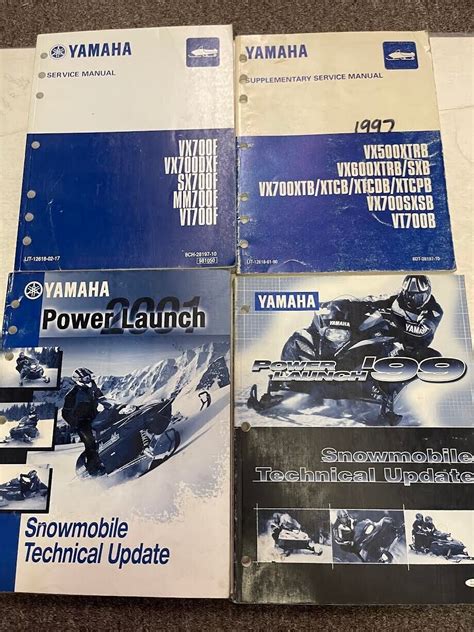 YAMAHA
SERVICE MANUAL
VX700F
VX700DXF
SX700F
MM700F
VT700F
LIT-12618-02-17
8CH-28197-10
YAMAHA
SUPPLEMENTARY SERVICE MANUAL
1997
VX500XTRB
VX600XTRB/SXB
VX700XTB/XTCB/XTCDB/XTCPB
VX700SXSB
VT700B
YAMAHA
2001
Power Launch
Snowmobile
Technical Update
YAMAHA
POWER
LAUNCH '99
Snowmobile
Technical Update